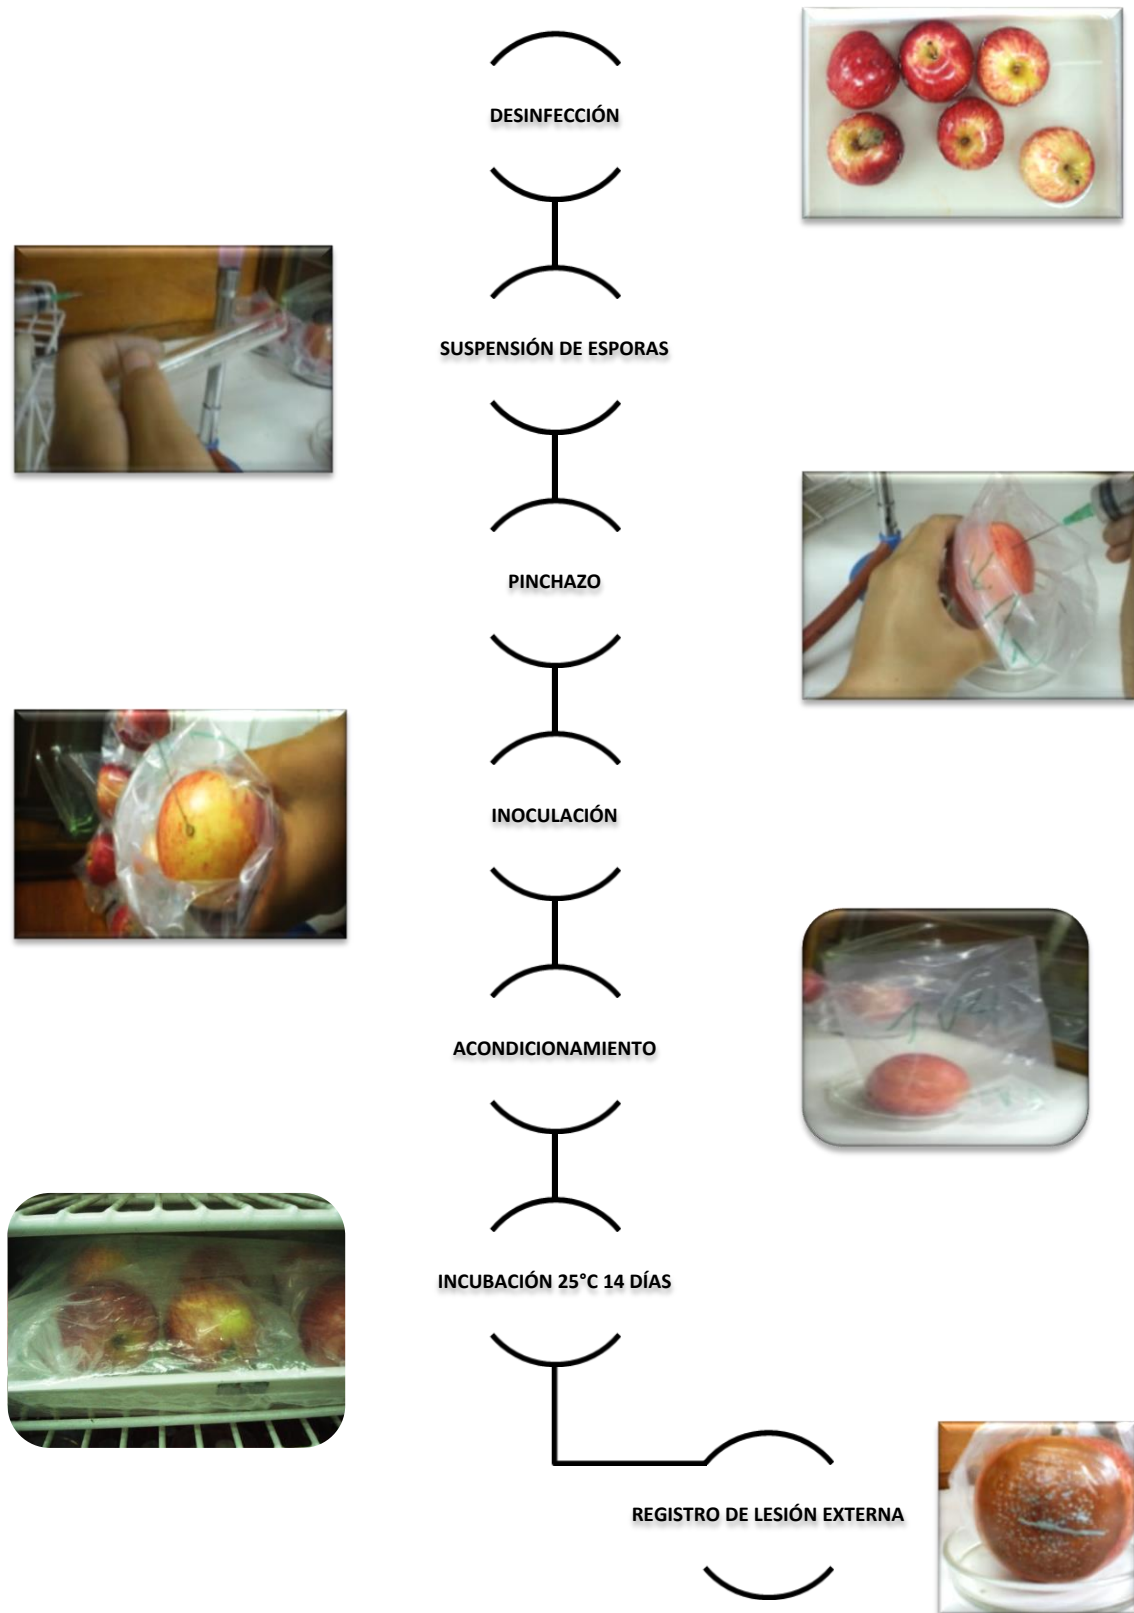 DESINFECCIÓN
SUSPENSIÓN DE ESPORAS
PINCHAZO
INOCULACIÓN
ACONDICIONAMIENTO
INCUBACIÓN 25°C 14 DÍAS
REGISTRO DE LESIÓN EXTERNA